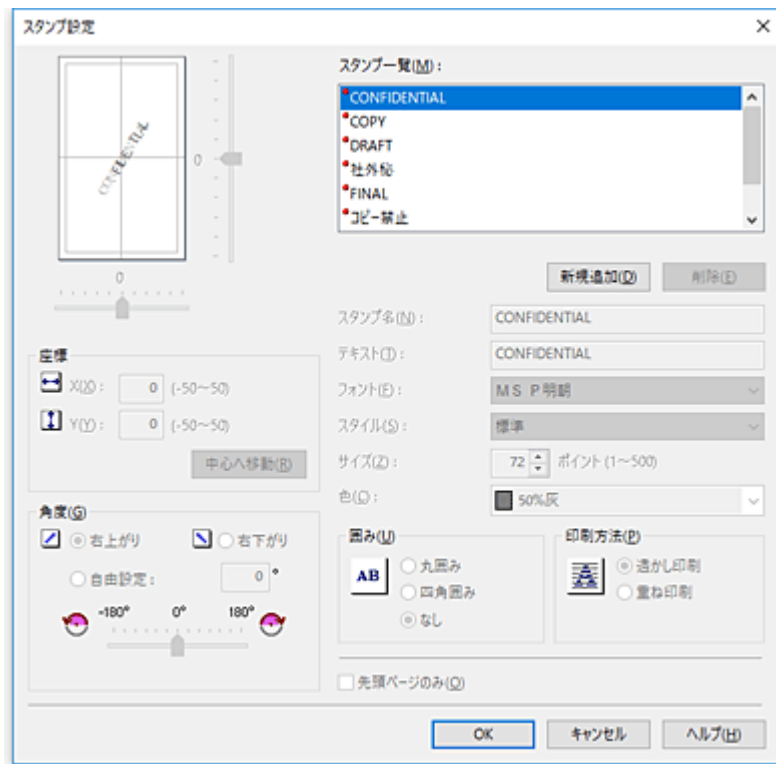 スタンプ設定
スタンプ一覧(M):
CONFIDENTIAL
COPY
DRAFT
社外秘
FINAL
コピー禁止
CONFIDENTIAL
0
0
新規追加(D)
削除(E)
スタンプ名(N):
CONFIDENTIAL
テキスト(T):
CONFIDENTIAL
フォント(F):
MS P明朝
スタイル(S):
標準
サイズ(Z):
72
ポイント(1～500)
色(C):
50%灰
座標
X(X):
0
(-50～50)
Y(Y):
0
(-50～50)
中心へ移動(R)
角度(G)
右上がり
右下がり
自由設定:
0 °
-180° 0° 180°
囲み(U)
AB
丸囲み
四角囲み
なし
印刷方法(P)
A
透かし印刷
重ね印刷
先頭ページのみ(O)
OK
キャンセル
ヘルプ(H)